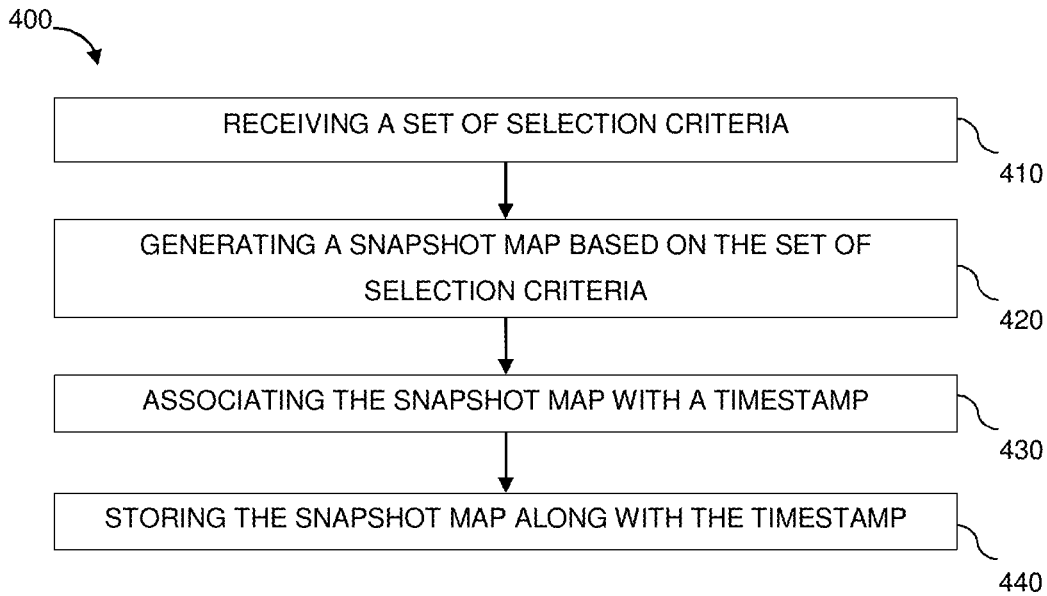 400
RECEIVING A SET OF SELECTION CRITERIA
410
GENERATING A SNAPSHOT MAP BASED ON THE SET OF
SELECTION CRITERIA
420
ASSOCIATING THE SNAPSHOT MAP WITH A TIMESTAMP
430
STORING THE SNAPSHOT MAP ALONG WITH THE TIMESTAMP
440